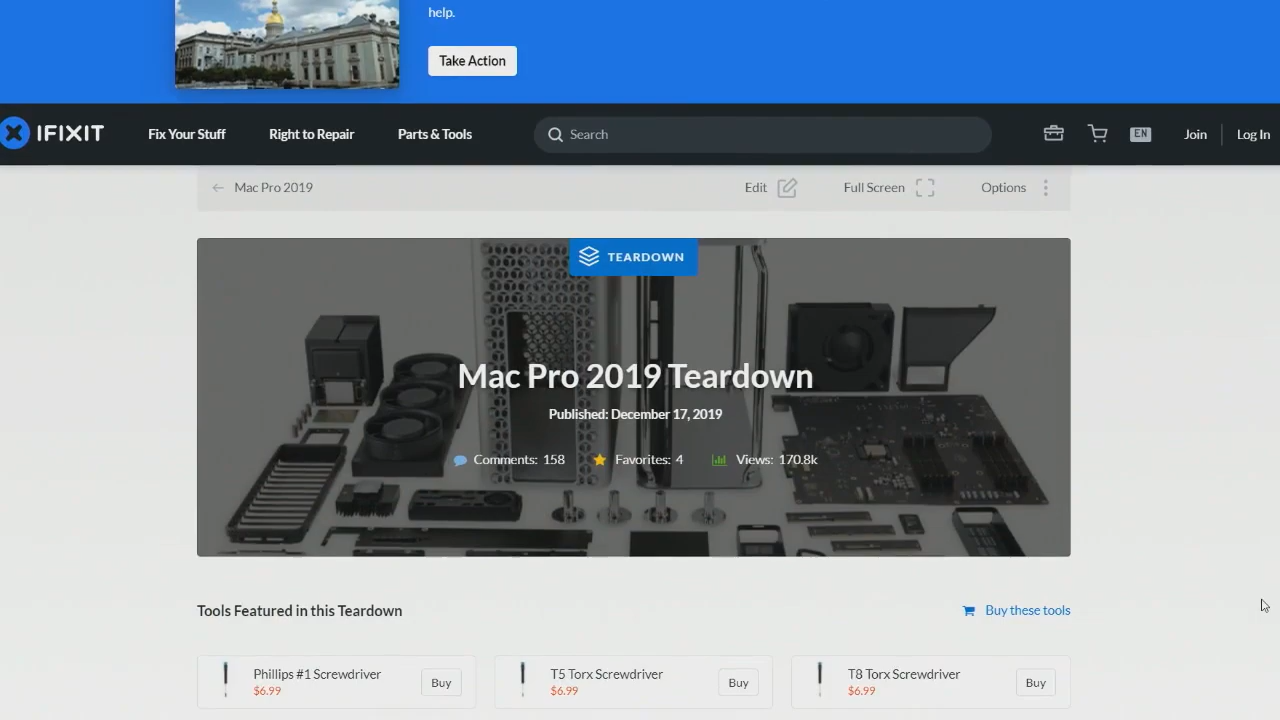 help.
Take Action
IFIXIT Fix Your Stuff Right to Repair Parts & Tools Search EN Join Log In
Mac Pro 2019 Edit Full Screen Options
TEARDOWN
Mac Pro 2019 Teardown
Published: December 17, 2019
Comments: 158 Favorites: 4 Views: 170.8k
Tools Featured in this Teardown Buy these tools
Phillips #1 Screwdriver
$6.99
Buy
T5 Torx Screwdriver
$6.99
Buy
T8 Torx Screwdriver
$6.99
Buy